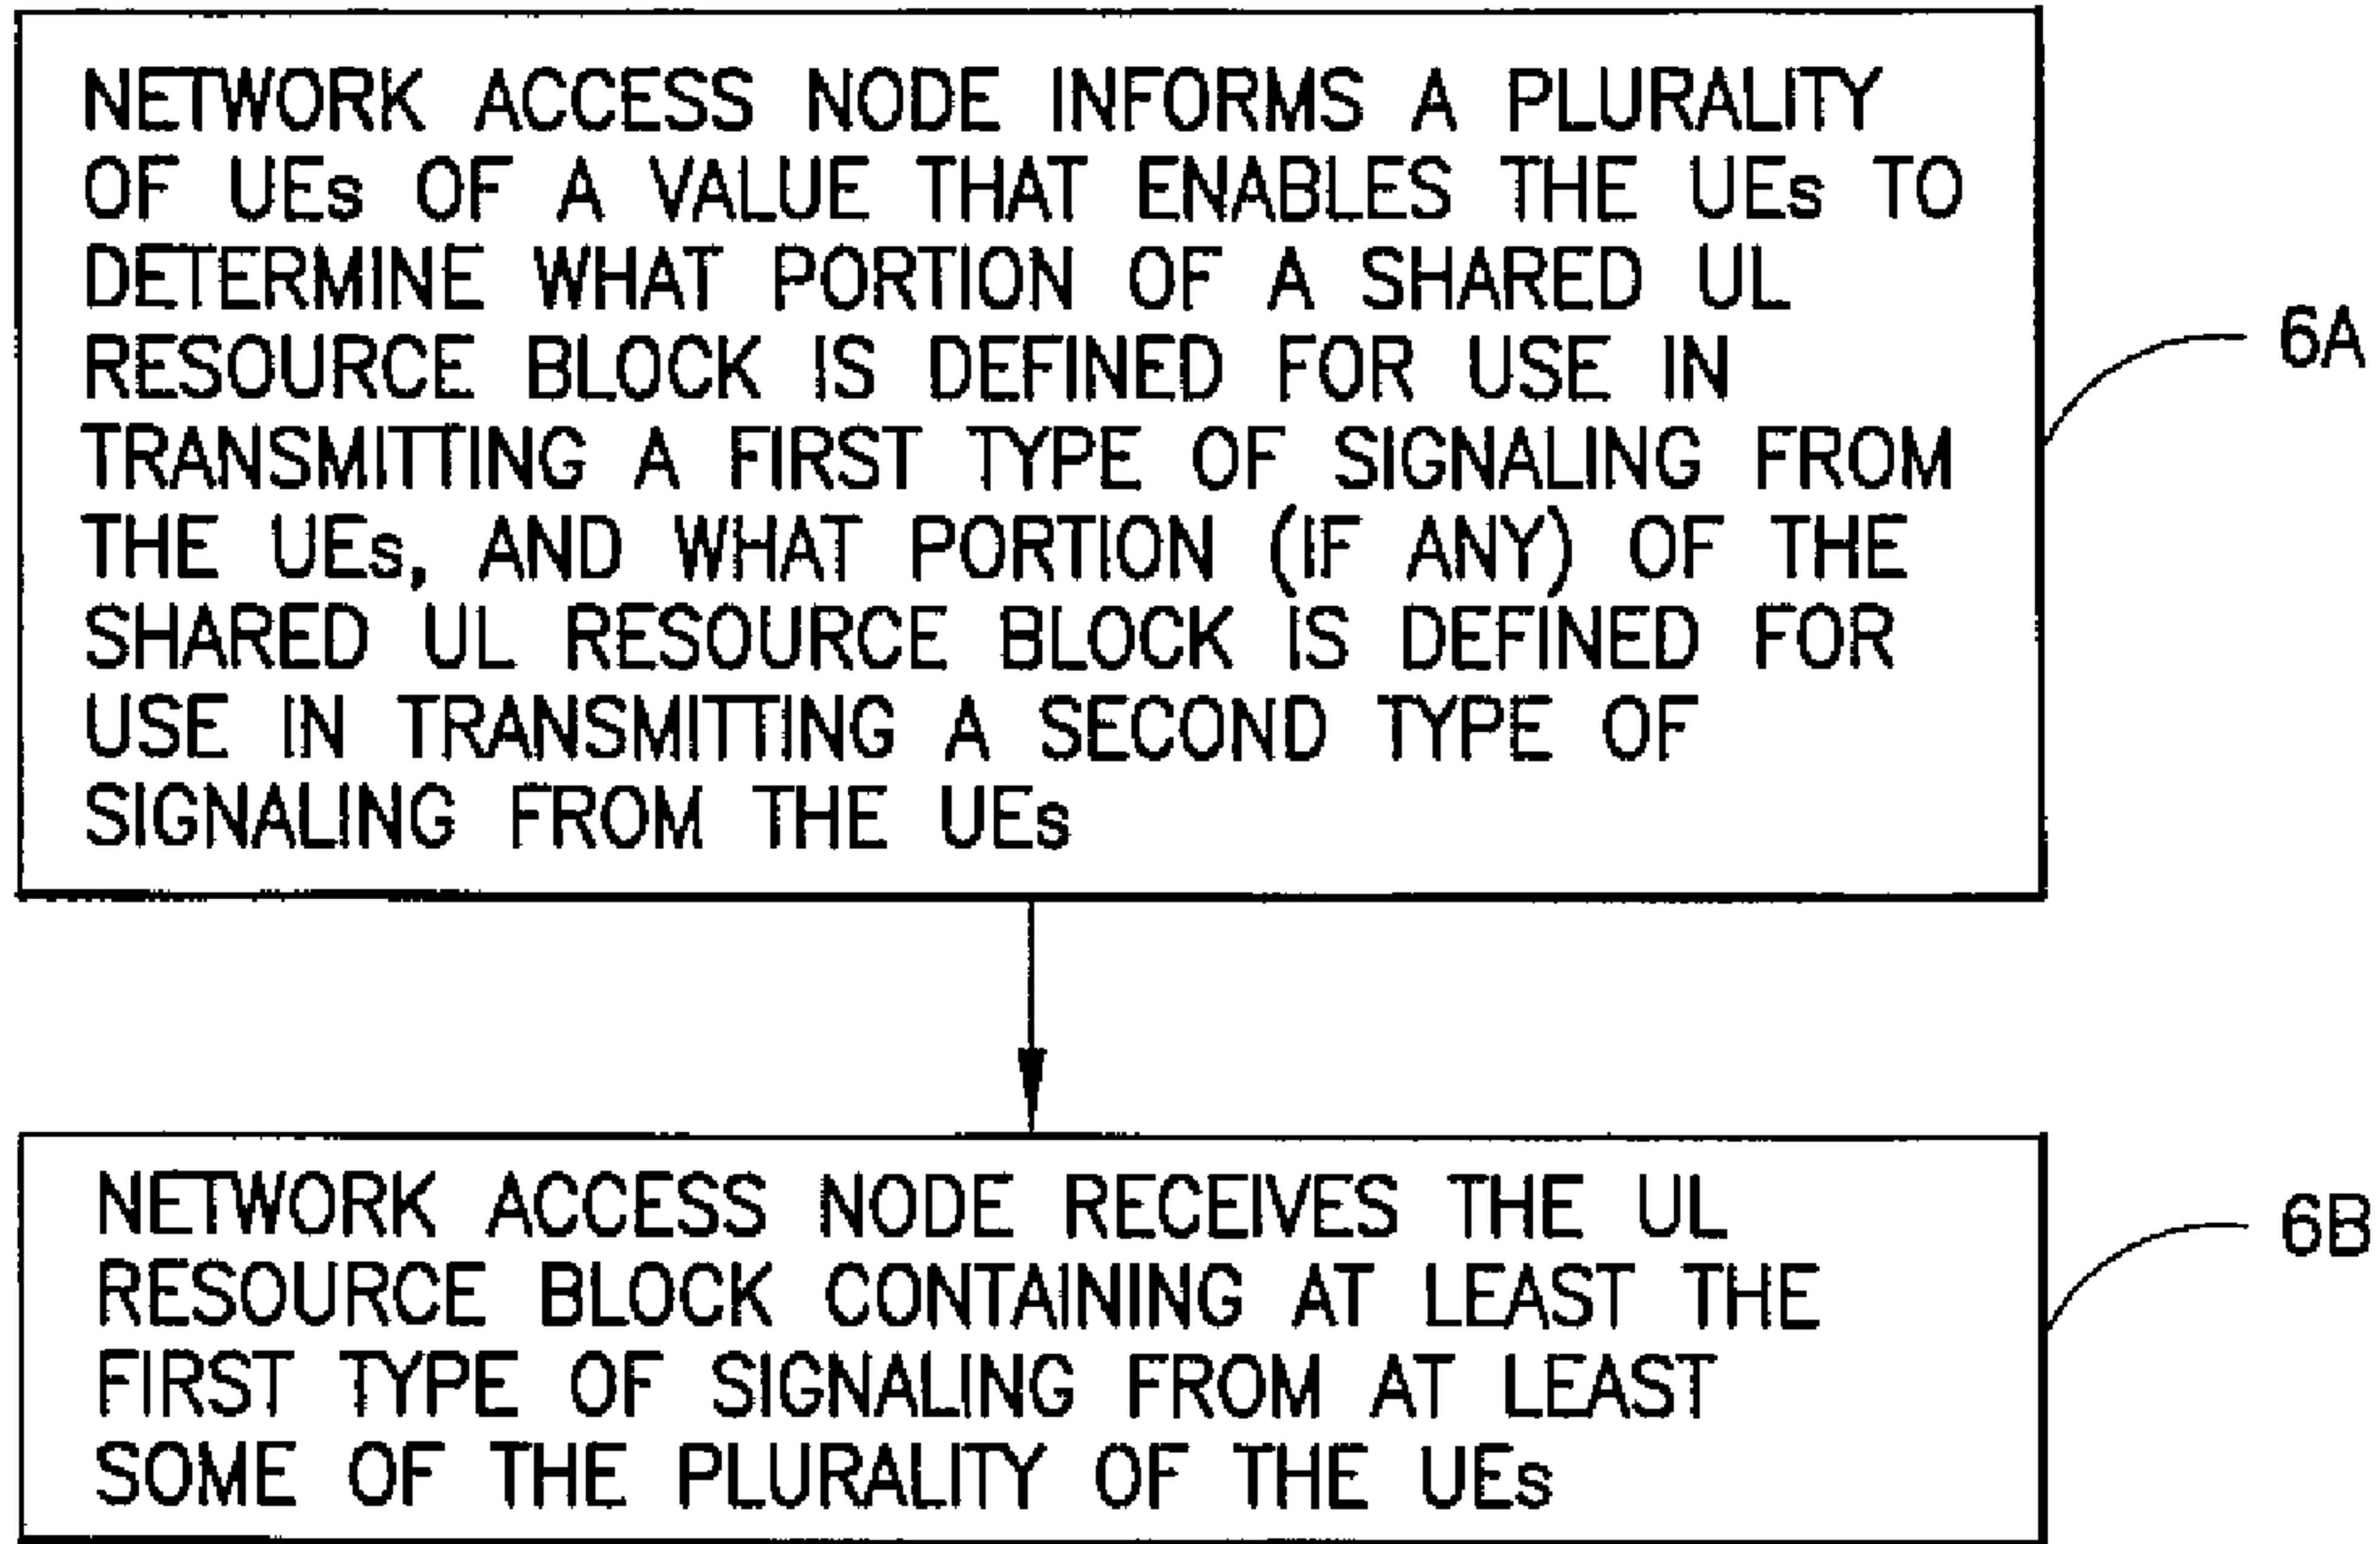 NETWORK ACCESS NODE INFORMS A PLURALITY
OF UEs OF A VALUE THAT ENABLES THE UEs TO
DETERMINE WHAT PORTION OF A SHARED UL
RESOURCE BLOCK IS DEFINED FOR USE IN
TRANSMITTING A FIRST TYPE OF SIGNALING FROM
THE UEs, AND WHAT PORTION (IF ANY) OF THE
SHARED UL RESOURCE BLOCK IS DEFINED FOR
USE IN TRANSMITTING A SECOND TYPE OF
SIGNALING FROM THE UEs
6A
NETWORK ACCESS NODE RECEIVES THE UL
RESOURCE BLOCK CONTAINING AT LEAST THE
FIRST TYPE OF SIGNALING FROM AT LEAST
SOME OF THE PLURALITY OF THE UEs
6B